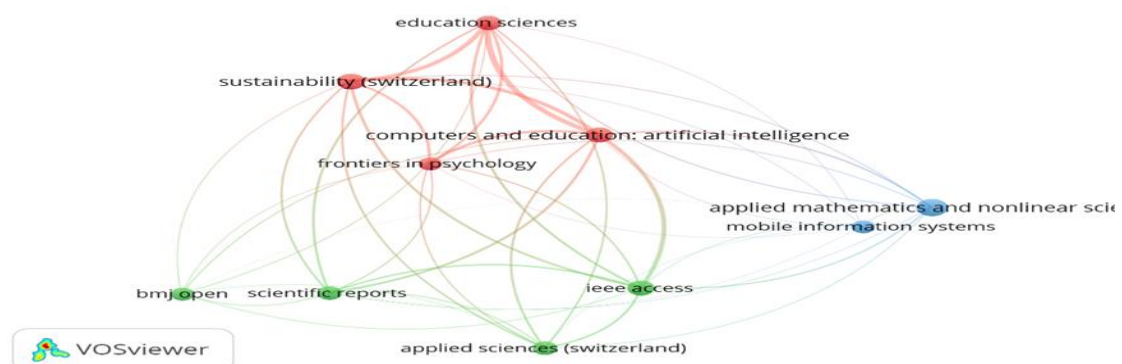 education sciences
sustainability (switzerland)
computers and education: artificial intelligence
frontiers in psychology
applied mathematics and nonlinear scie
mobile information systems
bmj open
scientific reports
ieee access
applied sciences (switzerland)
VOSviewer